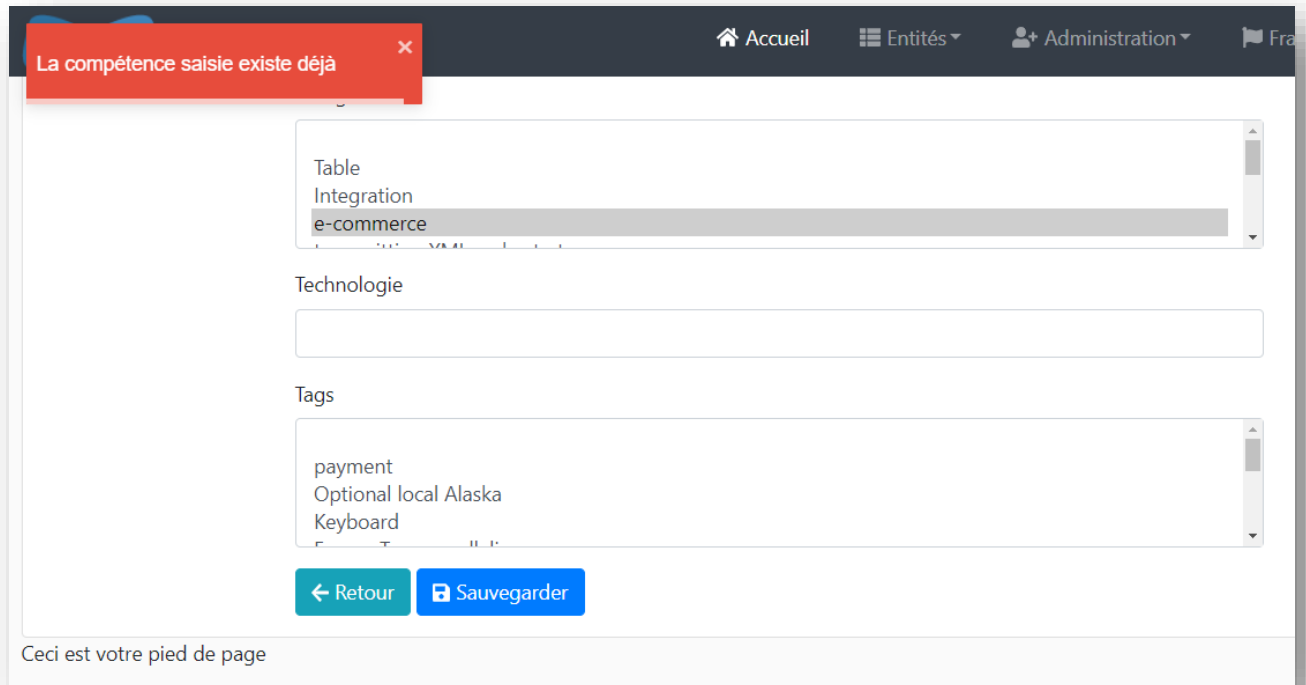 La compétence saisie existe déjà ×
Accueil Entités Administration Fra
Table
Integration
e-commerce
Technologie
Tags
payment
Optional local Alaska
Keyboard
Retour Sauvegarder
Ceci est votre pied de page